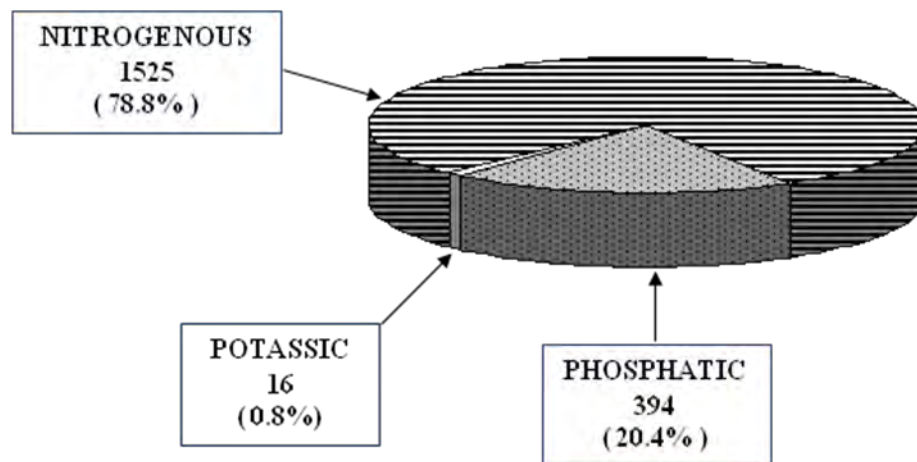 NITROGENOUS
1525
( 78.8% )
POTASSIC
16
(0.8%)
PHOSPHATIC
394
(20.4% )